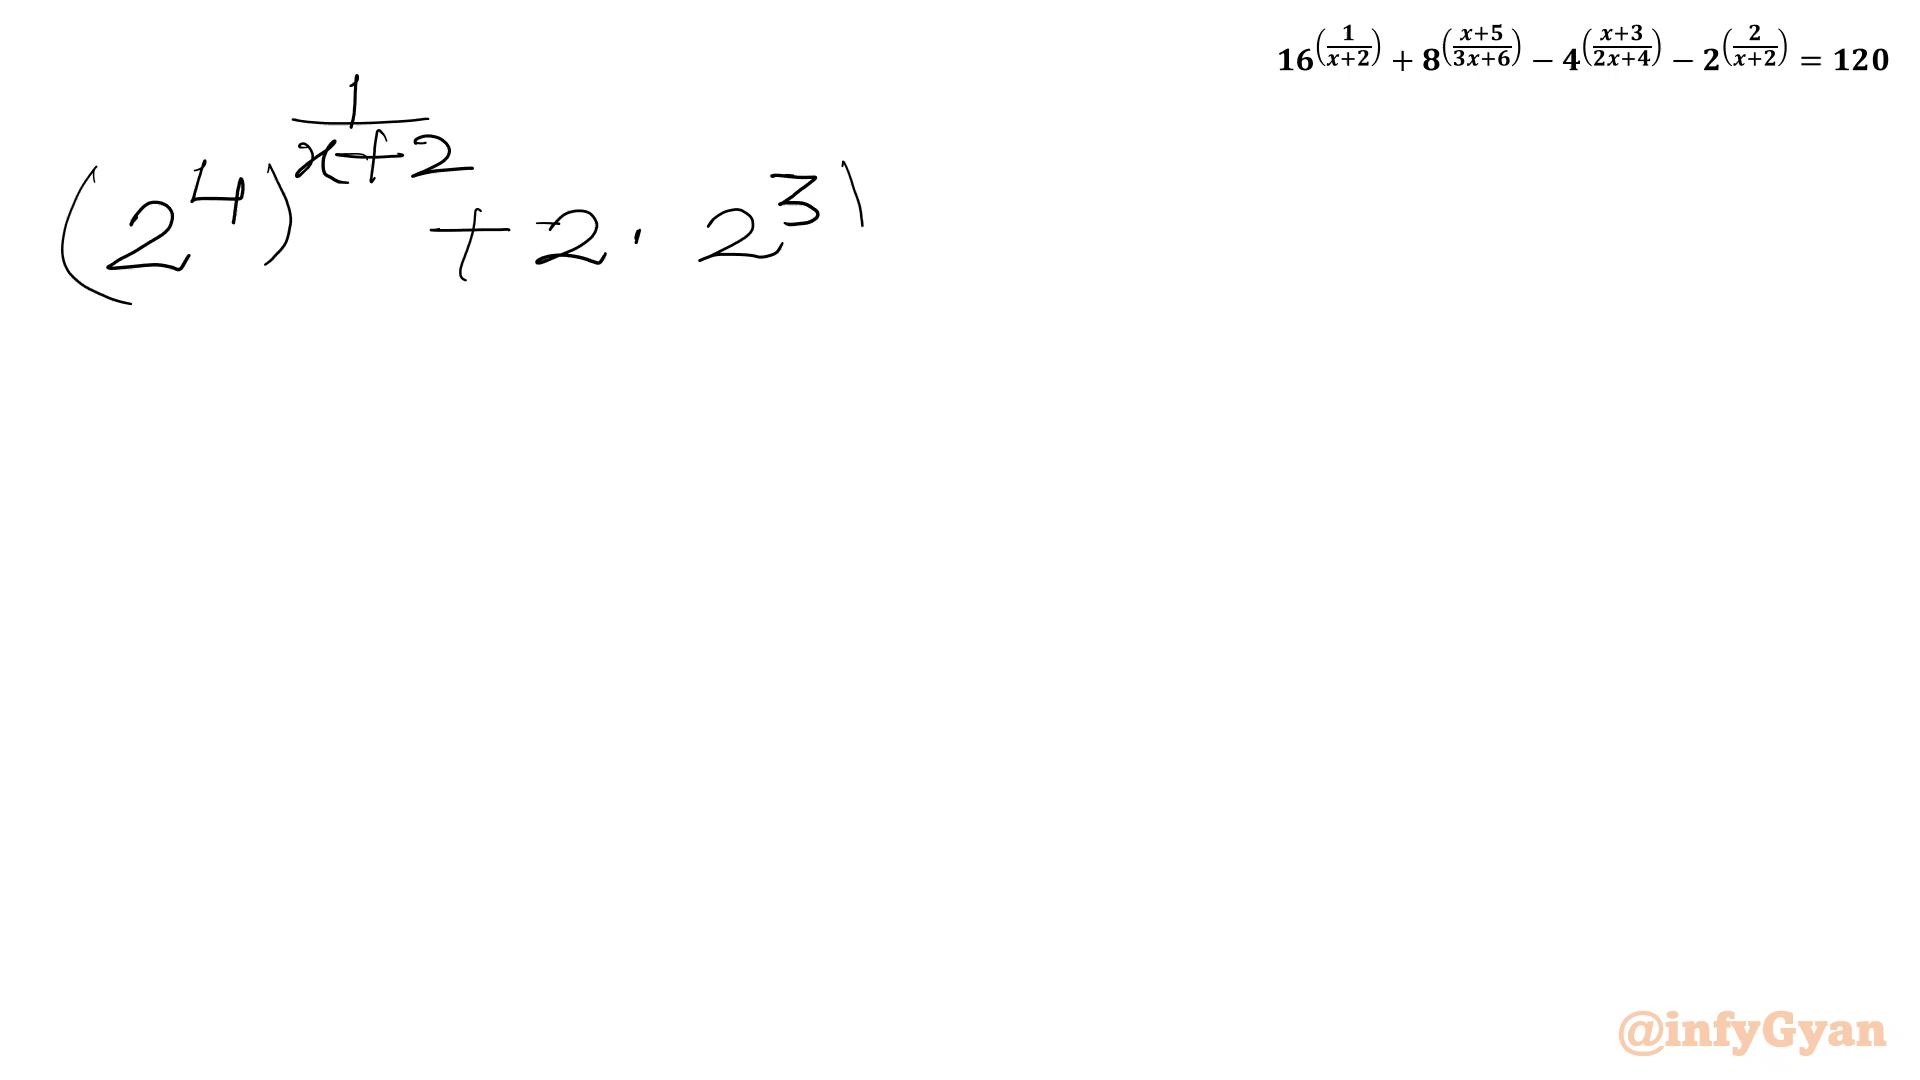 16^(1/(x+2)) + 8^((x+5)/(3x+6)) − 4^((x+3)/(2x+4)) − 2^(2/(x+2)) = 120
(2^4)^(1/(x+2)) + 2 · 2^3)
@infyGyan